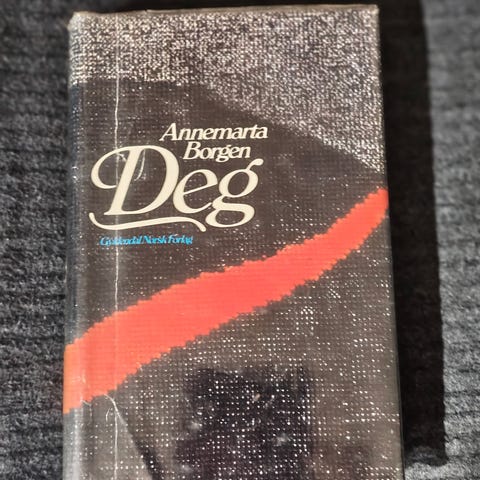 Annemarta
Borgen
Deg
Gyldendal Norsk Forlag